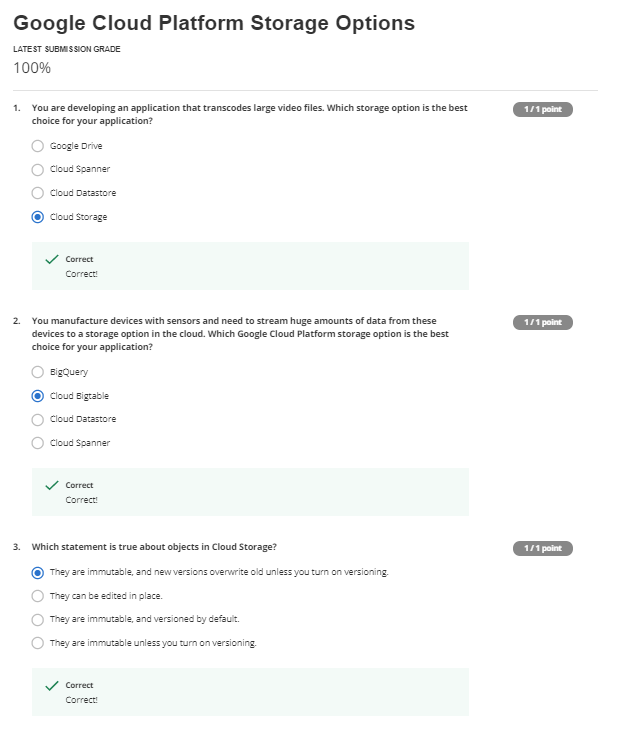 Google Cloud Platform Storage Options
LATEST SUBMISSION GRADE
100%
1. You are developing an application that transcodes large video files. Which storage option is the best
choice for your application?
1 / 1 point
Google Drive
Cloud Spanner
Cloud Datastore
Cloud Storage
Correct
Correct!
2. You manufacture devices with sensors and need to stream huge amounts of data from these
devices to a storage option in the cloud. Which Google Cloud Platform storage option is the best
choice for your application?
1 / 1 point
BigQuery
Cloud Bigtable
Cloud Datastore
Cloud Spanner
Correct
Correct!
3. Which statement is true about objects in Cloud Storage?
1 / 1 point
They are immutable, and new versions overwrite old unless you turn on versioning.
They can be edited in place.
They are immutable, and versioned by default.
They are immutable unless you turn on versioning.
Correct
Correct!